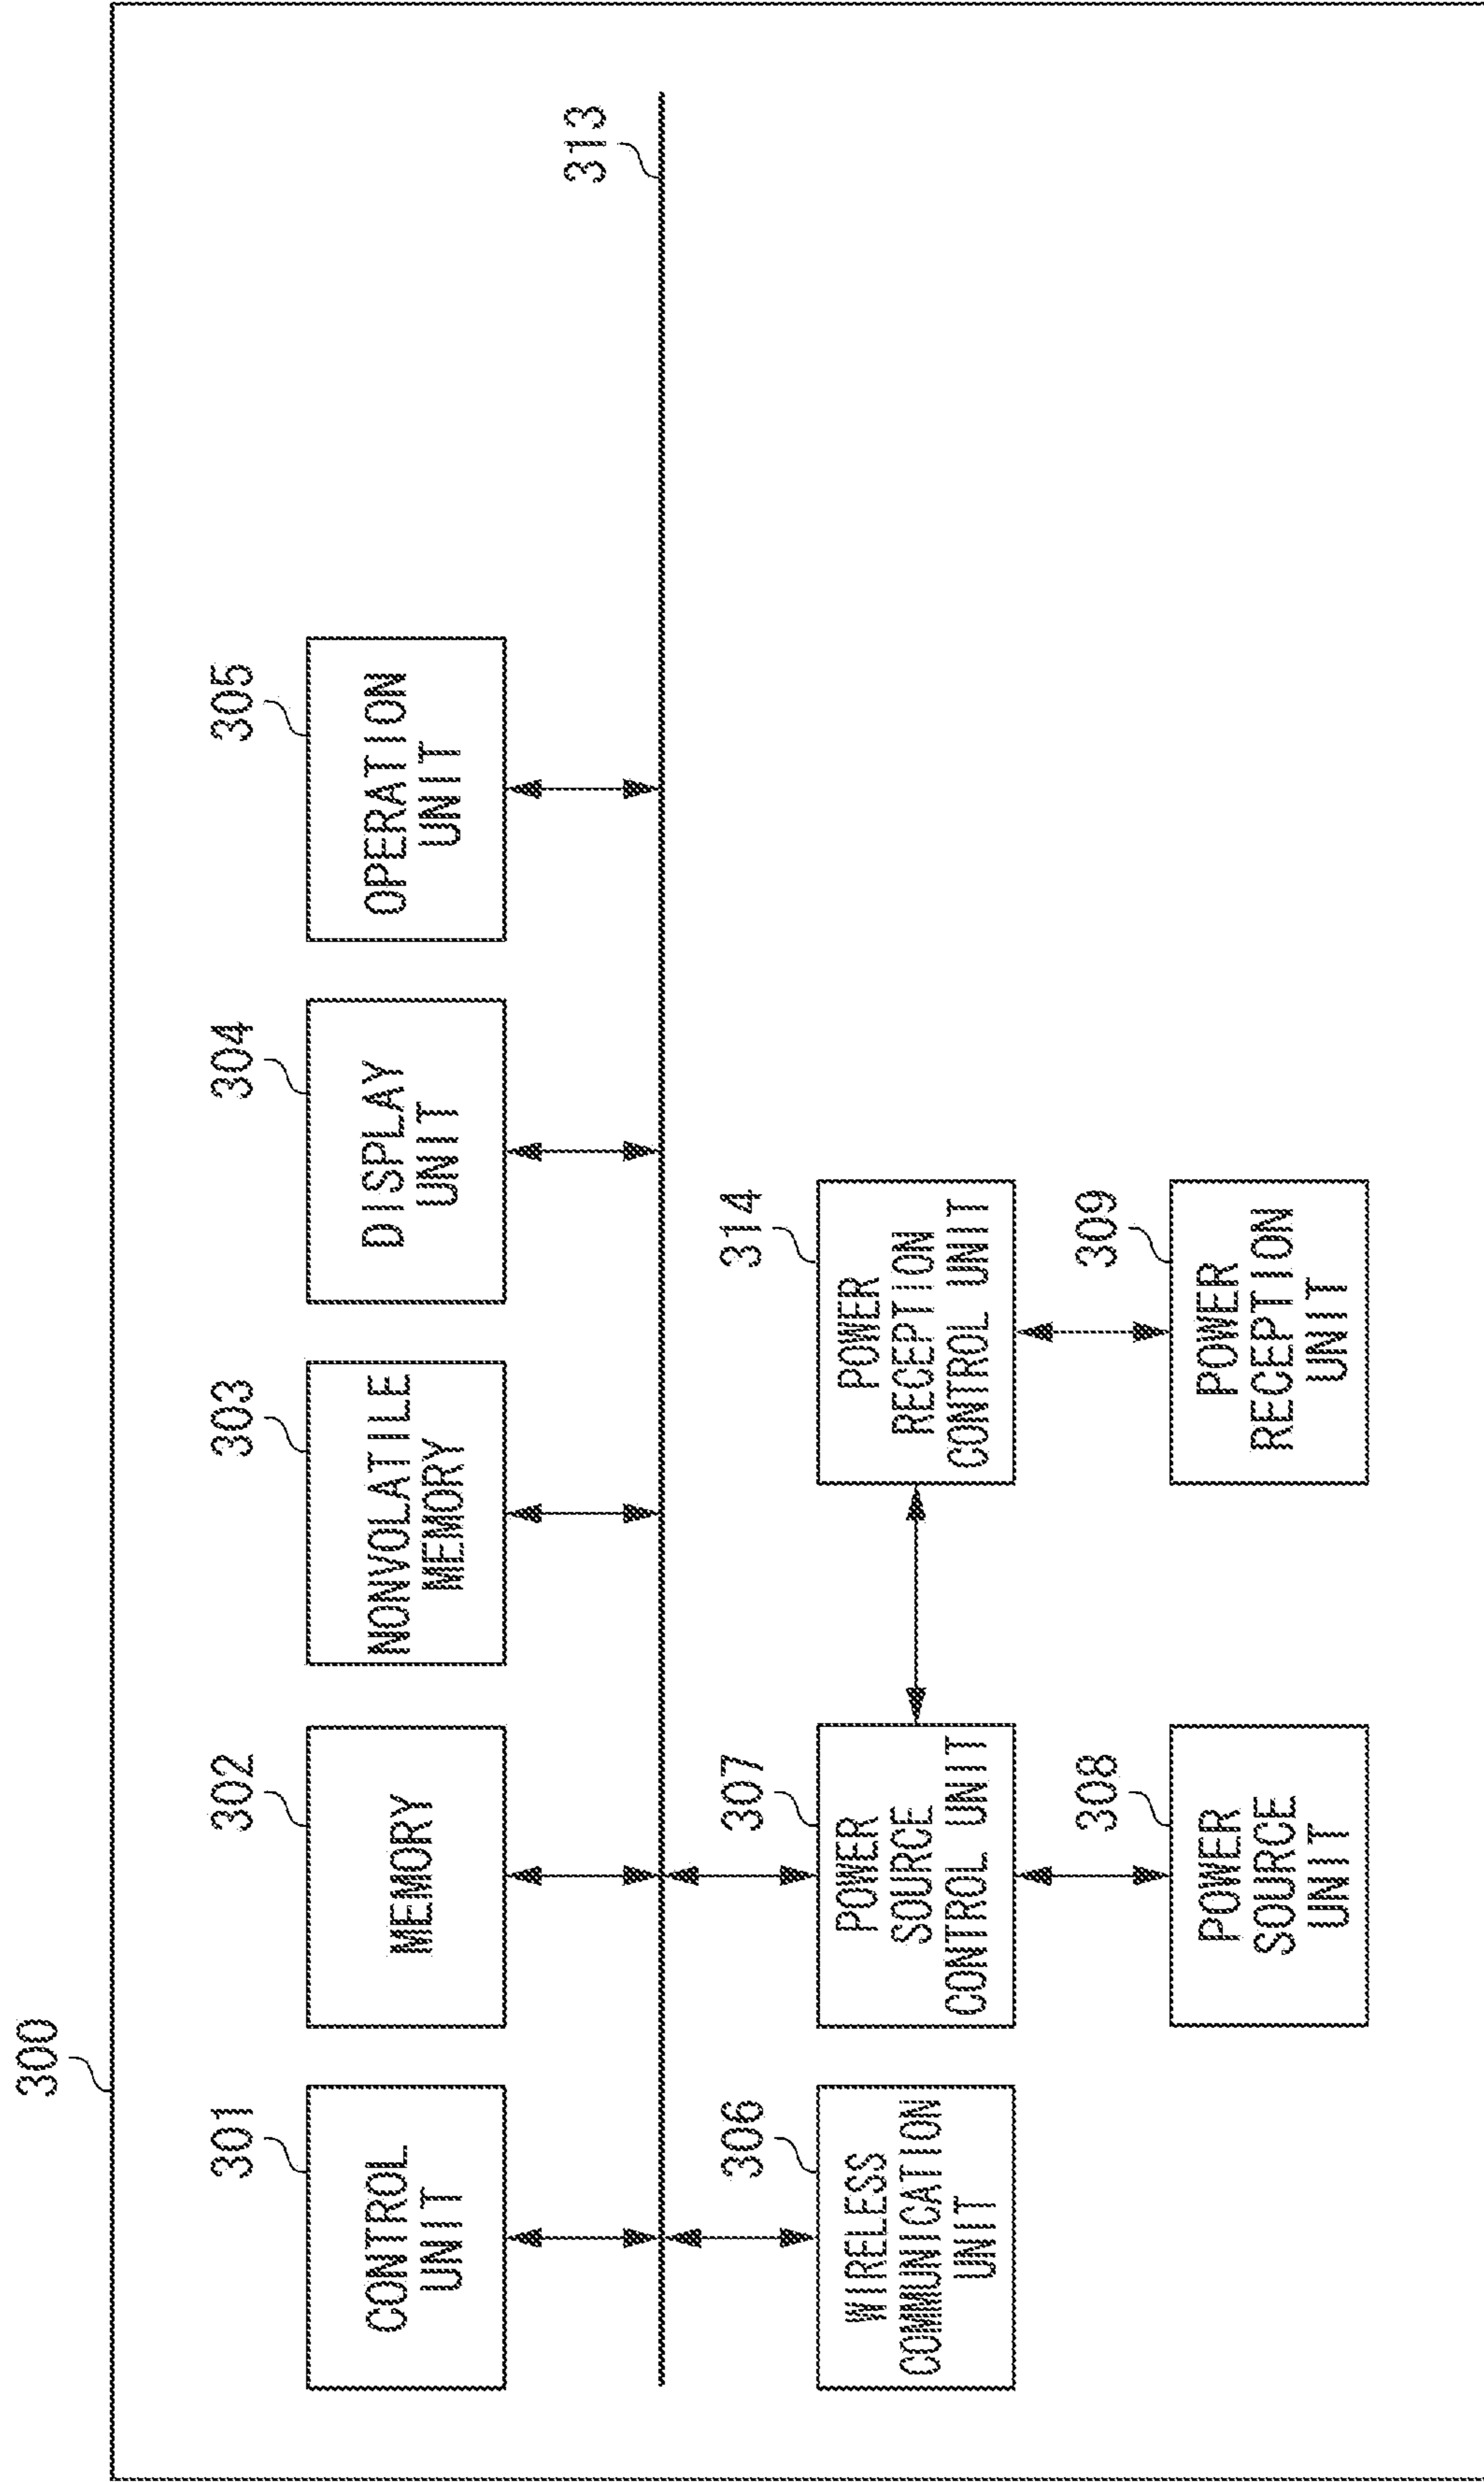 300
301
CONTROL
UNIT
302
MEMORY
303
NONVOLATILE
MEMORY
304
DISPLAY
UNIT
305
OPERATION
UNIT
313
306
WIRELESS
COMMUNICATION
UNIT
307
POWER
SOURCE
CONTROL UNIT
314
POWER
RECEPTION
CONTROL UNIT
308
POWER
SOURCE
UNIT
309
POWER
RECEPTION
UNIT